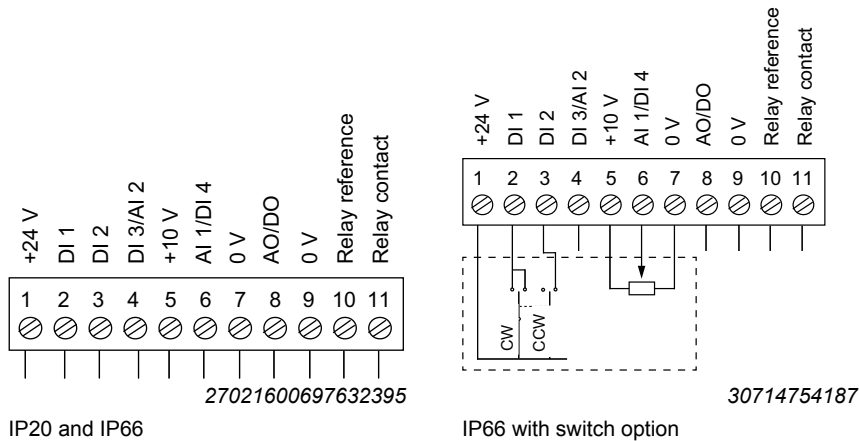 +24 V
DI 1
DI 2
DI 3/AI 2
+10 V
AI 1/DI 4
0 V
AO/DO
0 V
Relay reference
Relay contact
1 2 3 4 5 6 7 8 9 10 11
27021600697632395
IP20 and IP66
+24 V
DI 1
DI 2
DI 3/AI 2
+10 V
AI 1/DI 4
0 V
AO/DO
0 V
Relay reference
Relay contact
1 2 3 4 5 6 7 8 9 10 11
CW
CCW
30714754187
IP66 with switch option